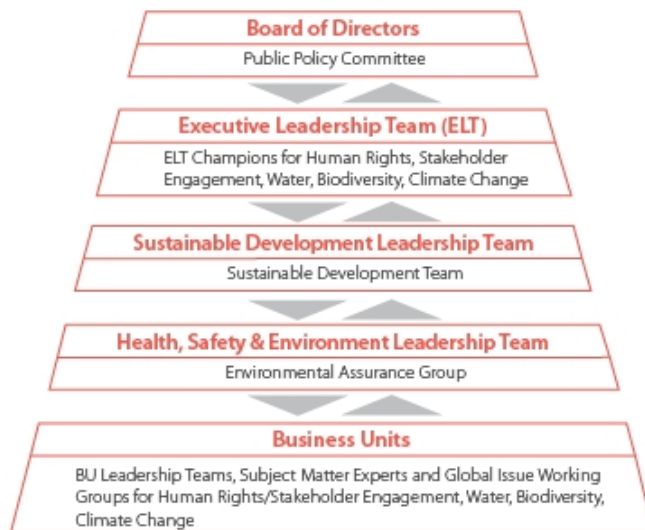 Board of Directors
Public Policy Committee
Executive Leadership Team (ELT)
ELT Champions for Human Rights, Stakeholder
Engagement, Water, Biodiversity, Climate Change
Sustainable Development Leadership Team
Sustainable Development Team
Health, Safety & Environment Leadership Team
Environmental Assurance Group
Business Units
BU Leadership Teams, Subject Matter Experts and Global Issue Working
Groups for Human Rights/Stakeholder Engagement, Water, Biodiversity,
Climate Change